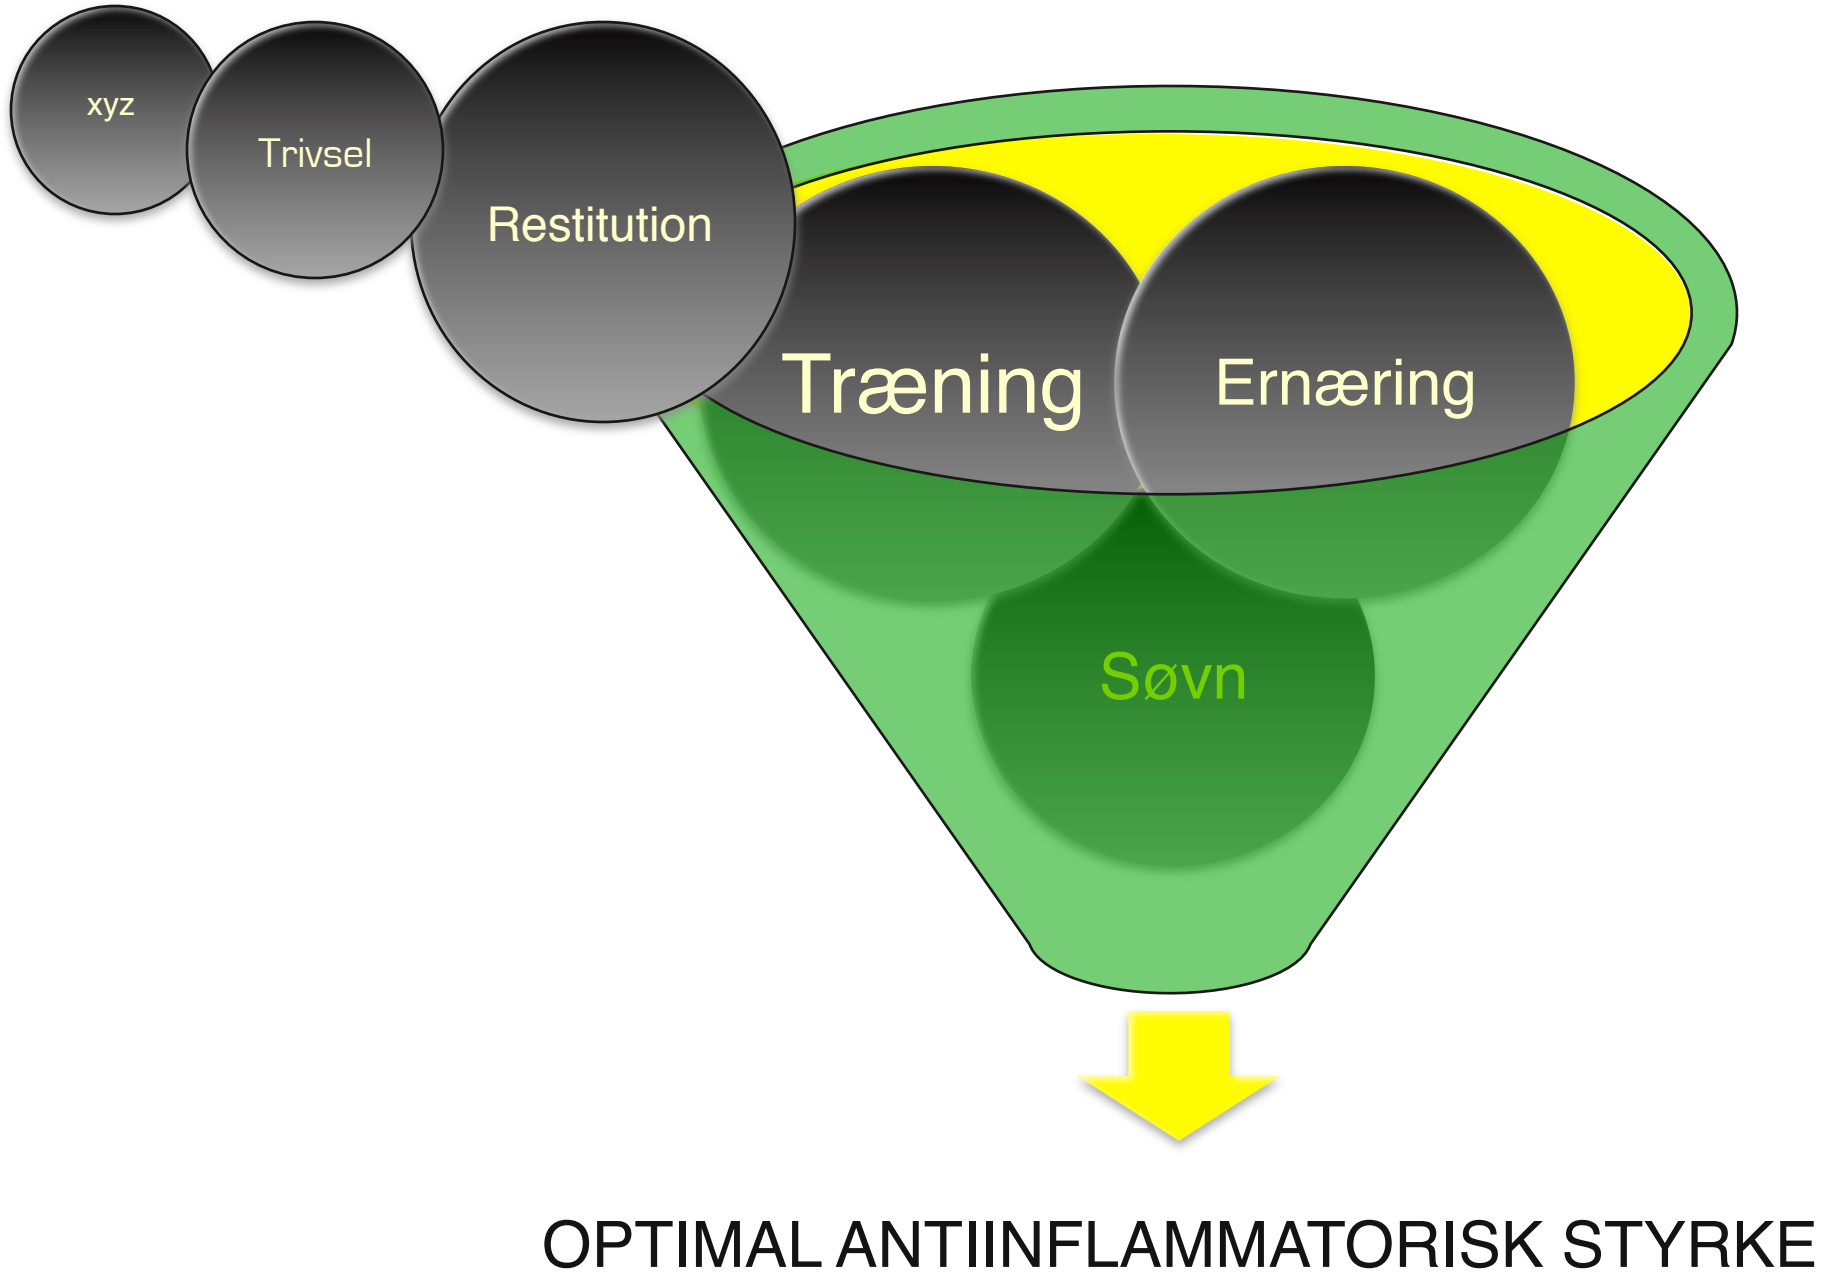 xyz
Trivsel
Restitution
Træning
Ernæring
Søvn
OPTIMAL ANTIINFLAMMATORISK STYRKE